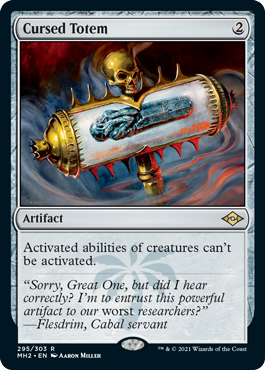 Cursed Totem 2
Artifact
Activated abilities of creatures can't
be activated.
“Sorry, Great One, but did I hear
correctly? I'm to entrust this powerful
artifact to our worst researchers?”
—Flesdrim, Cabal servant
295/303 R
MH2 • EN Aaron Miller
™ & © 2021 Wizards of the Coast